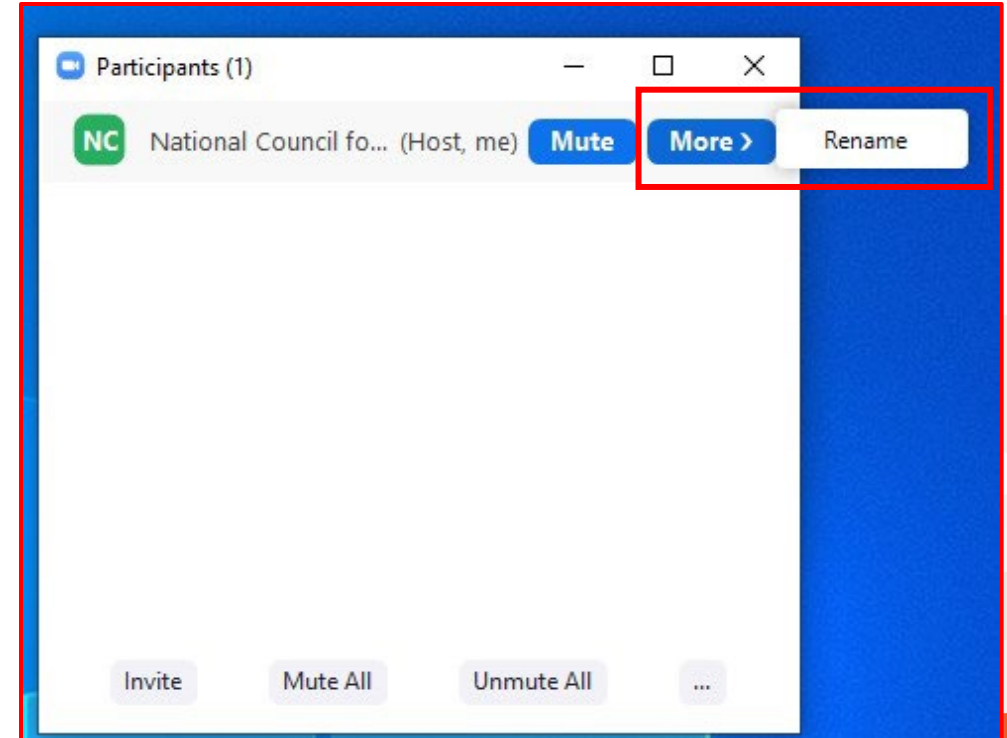 Participants (1)
NC National Council fo... (Host, me) Mute More > Rename
Invite Mute All Unmute All ...